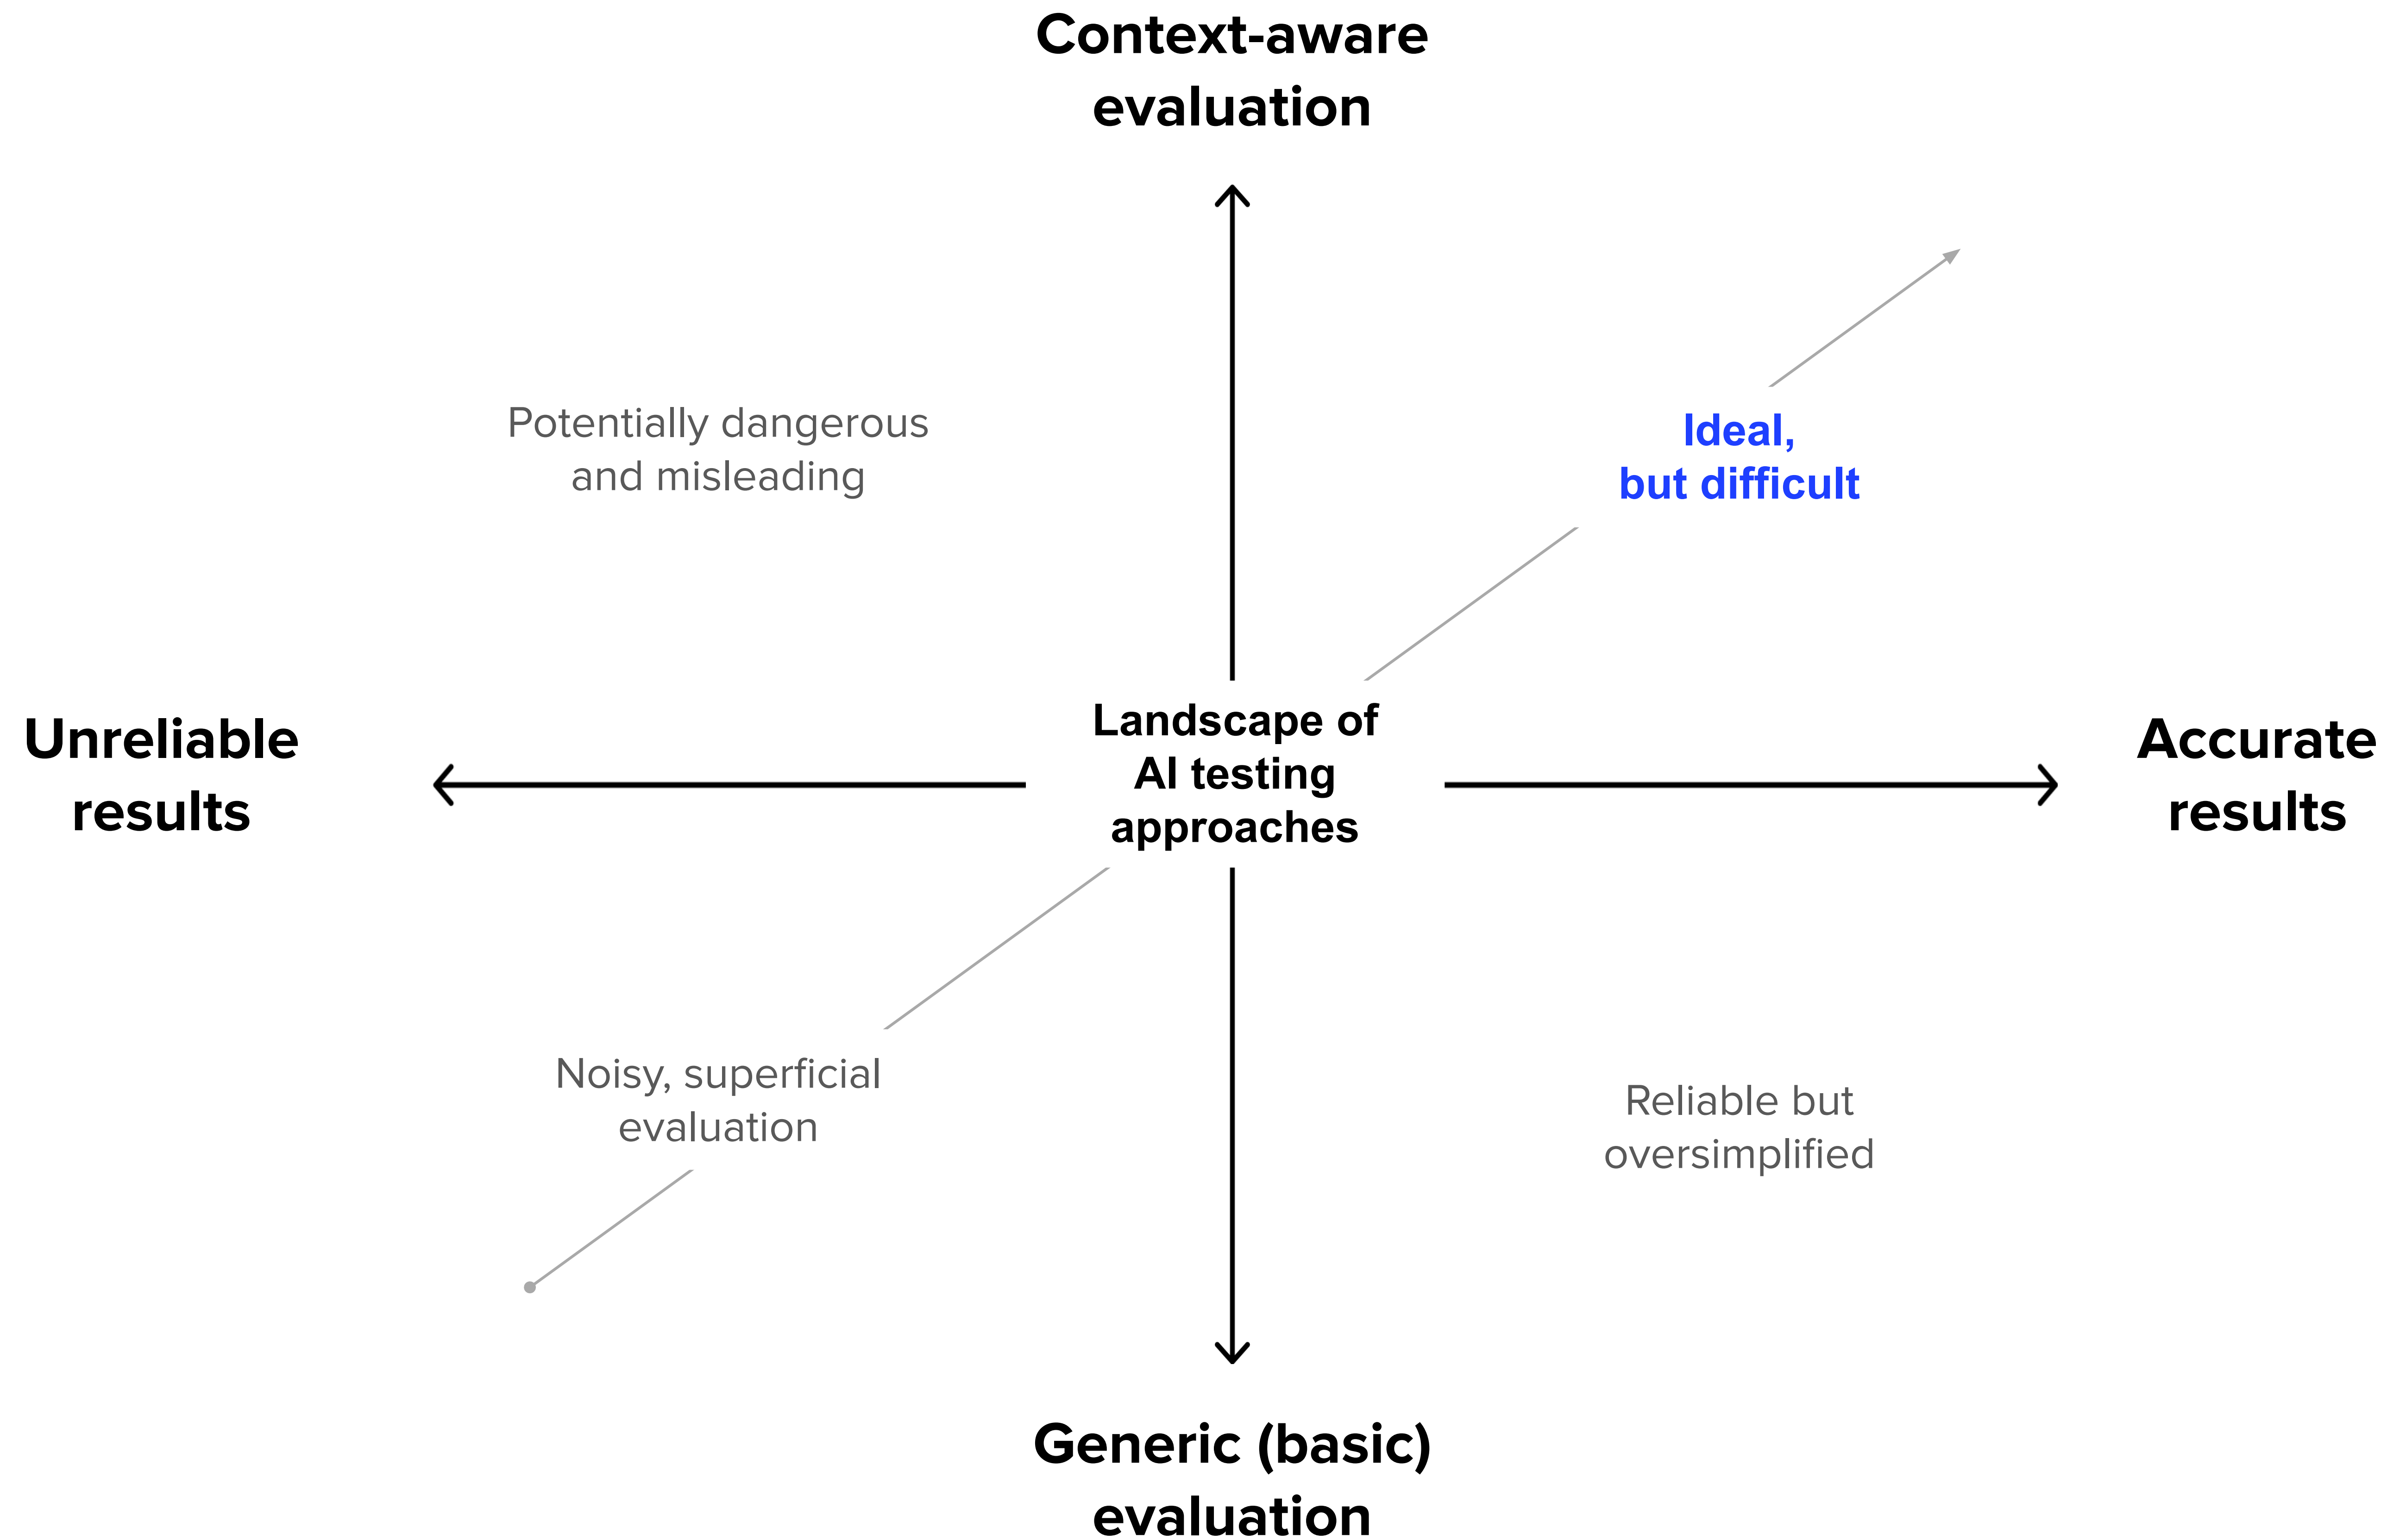 Context-aware
evaluation
Potentially dangerous
and misleading
Ideal,
but difficult
Unreliable
results
Landscape of
AI testing
approaches
Accurate
results
Noisy, superficial
evaluation
Reliable but
oversimplified
Generic (basic)
evaluation